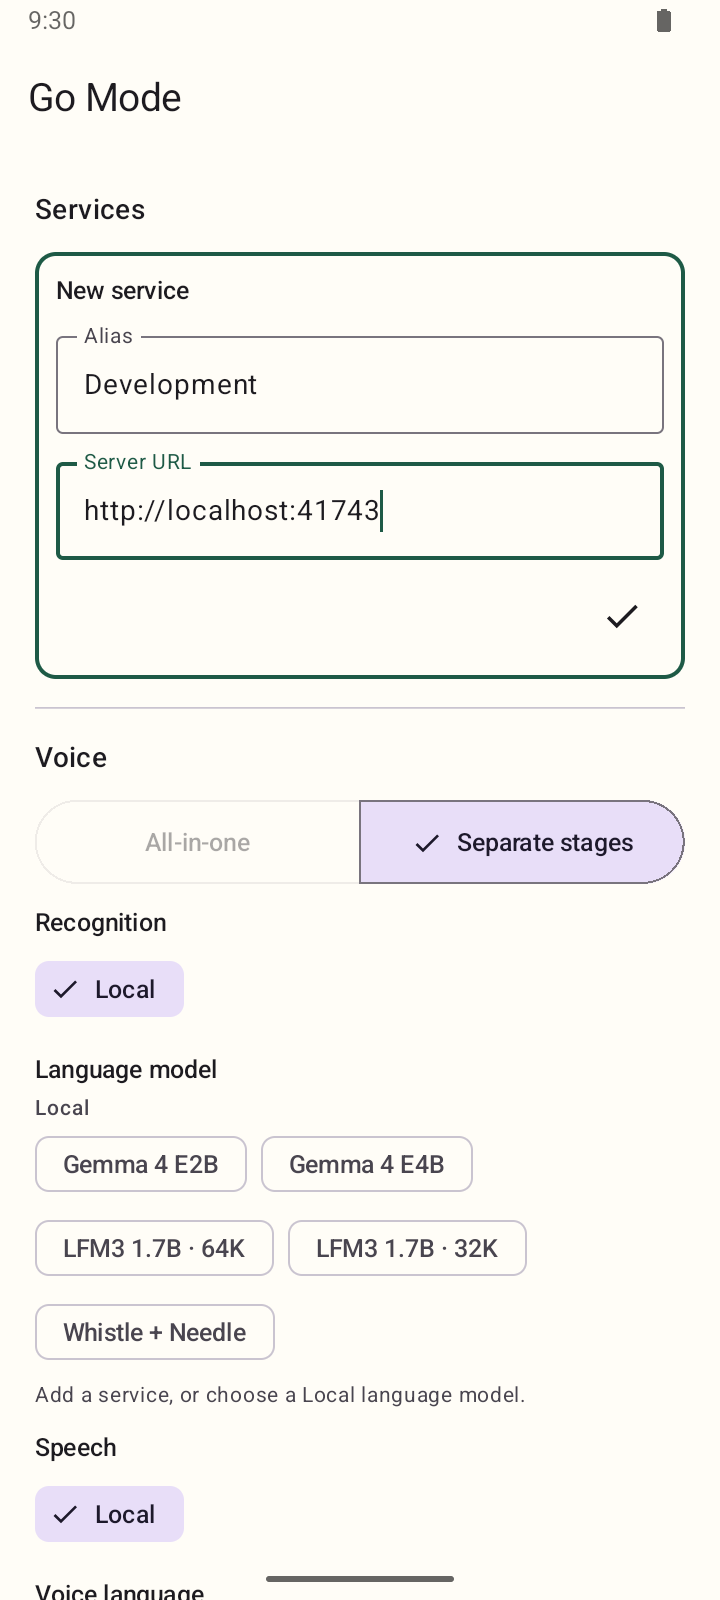 9:30
Go Mode
Services
New service
Alias
Development
Server URL
http://localhost:41743
Voice
All-in-one
Separate stages
Recognition
Local
Language model
Local
Gemma 4 E2B
Gemma 4 E4B
LFM3 1.7B · 64K
LFM3 1.7B · 32K
Whistle + Needle
Add a service, or choose a Local language model.
Speech
Local
Voice language